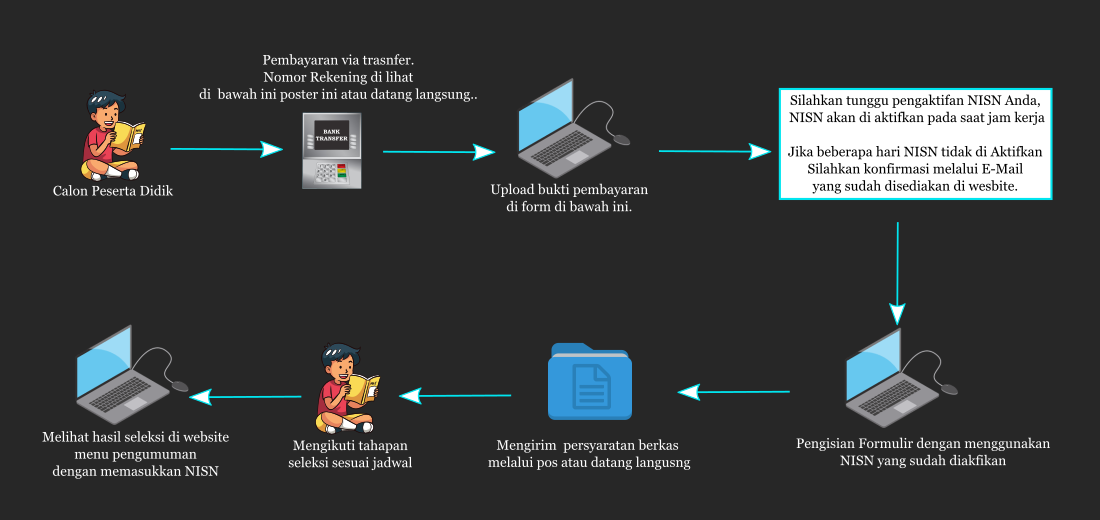 Pembayaran via trasnfer.
Nomor Rekening di lihat
di bawah ini poster ini atau datang langsung..
BANK
TRANSFER
Calon Peserta Didik
Upload bukti pembayaran
di form di bawah ini.
Silahkan tunggu pengaktifan NISN Anda,
NISN akan di aktifkan pada saat jam kerja
Jika beberapa hari NISN tidak di Aktifkan
Silahkan konfirmasi melalui E-Mail
yang sudah disediakan di wesbite.
Pengisian Formulir dengan menggunakan
NISN yang sudah diakfikan
Mengirim persyaratan berkas
melalui pos atau datang langusng
Mengikuti tahapan
seleksi sesuai jadwal
Melihat hasil seleksi di website
menu pengumuman
dengan memasukkan NISN